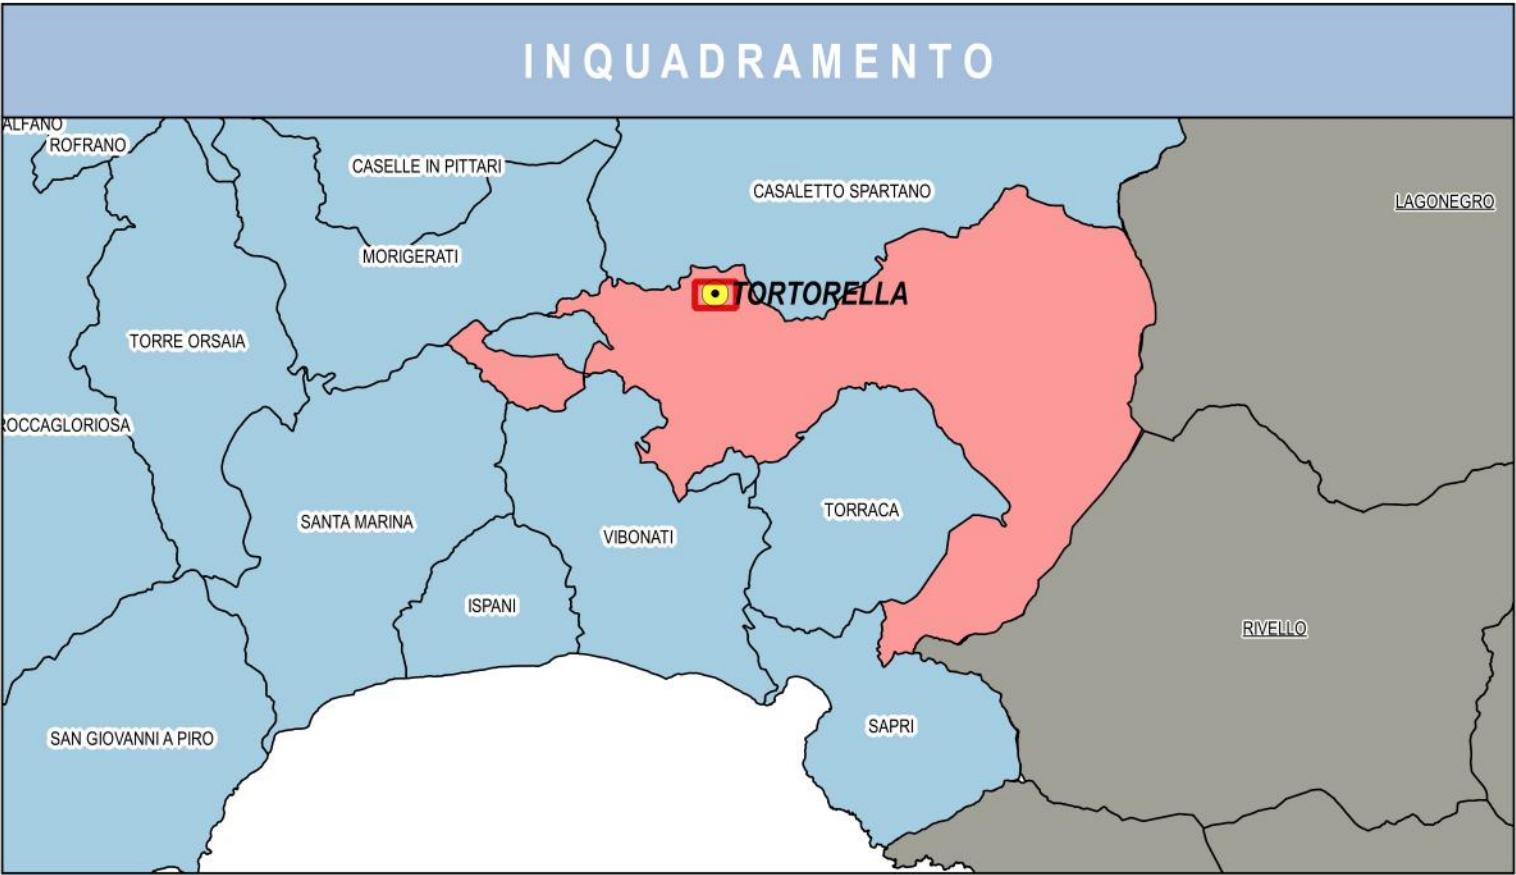 INQUADRAMENTO
ALFANO
ROFRANO
CASELLE IN PITTARI
CASALETTO SPARTANO
LAGONEGRO
MORIGERATI
TORTORELLA
TORRE ORSAIA
ROCCAGLORIOSA
SANTA MARINA
VIBONATI
TORRACA
ISPANI
RIVELLO
SAN GIOVANNI A PIRO
SAPRI